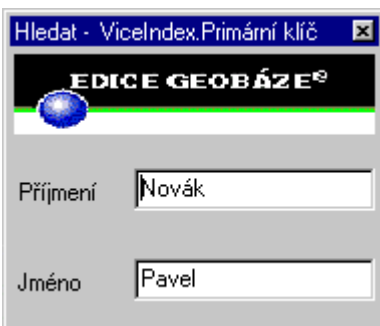 Hledat - ViceIndex.Primární klíč
EDICE GEOBÁZE®
Příjmení Novák
Jméno Pavel